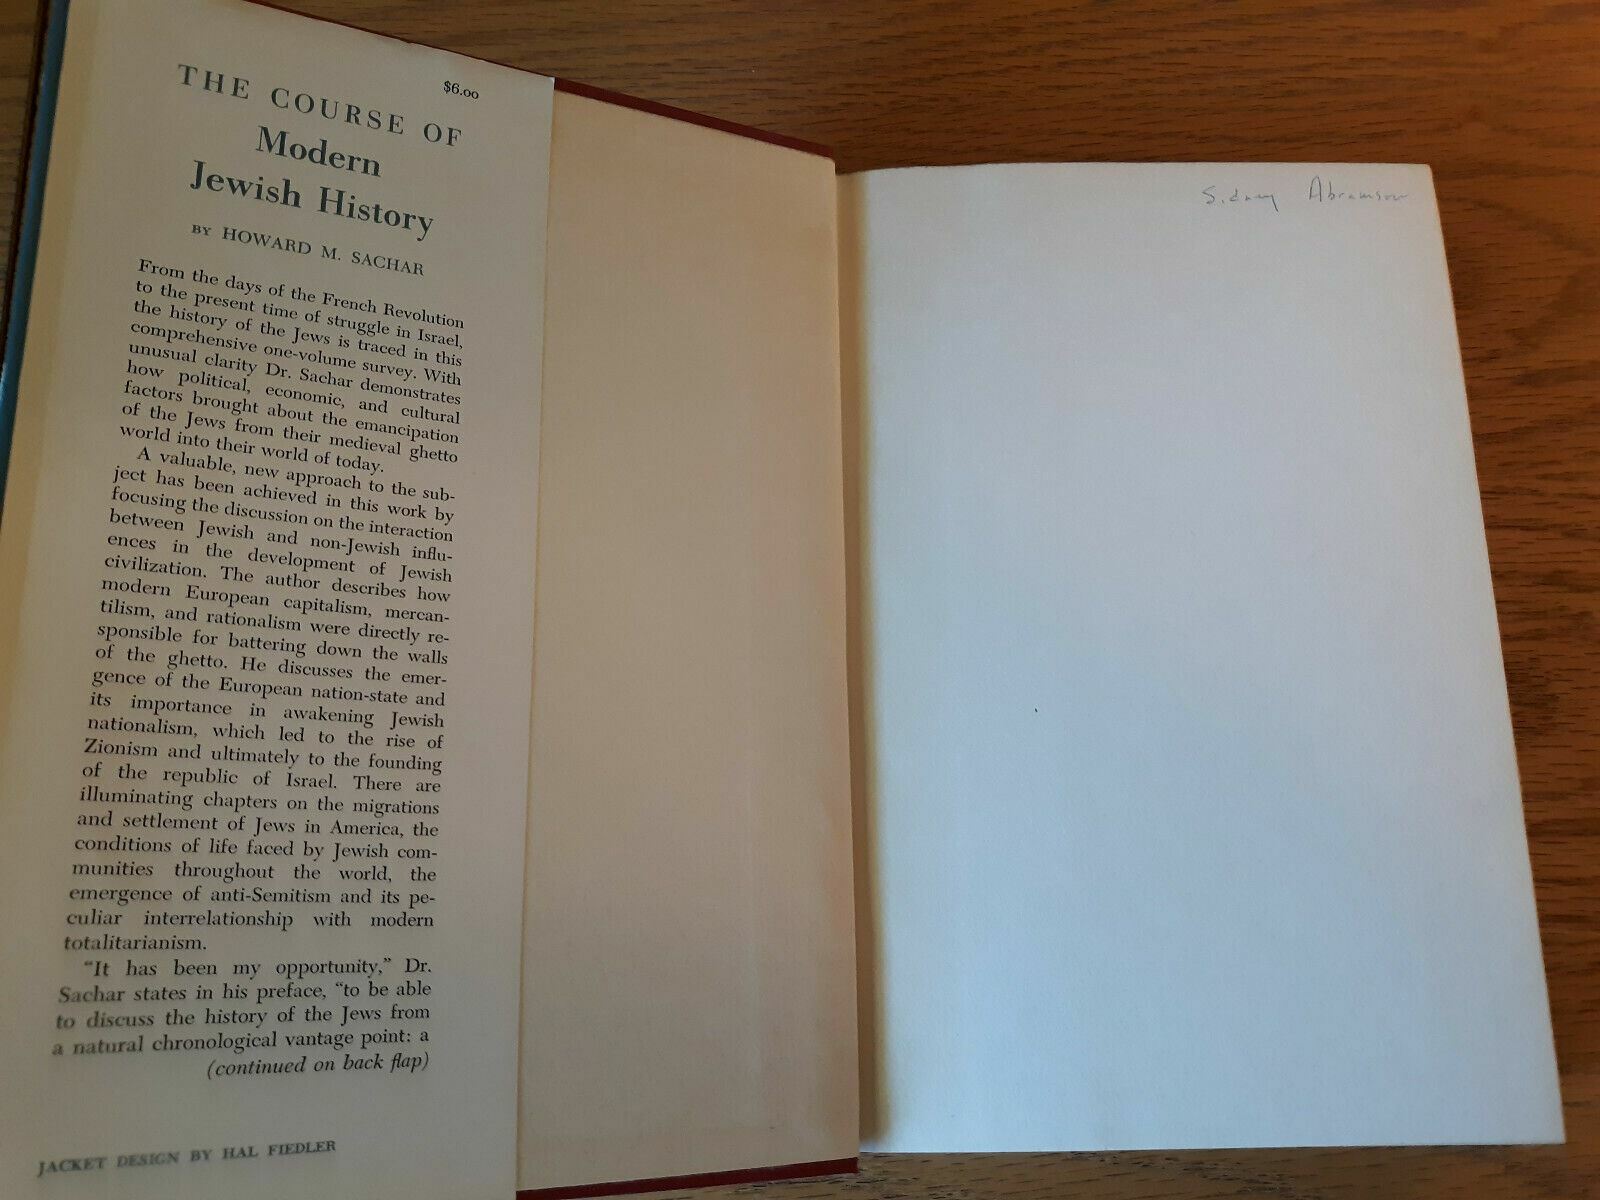 $6.00
THE COURSE OF
Modern
Jewish History
BY HOWARD M. SACHAR
From the days of the French Revolution
to the present time of struggle in Israel,
the history of the Jews is traced in this
comprehensive one-volume survey. With
unusual clarity Dr. Sachar demonstrates
how political, economic, and cultural
factors brought about the emancipation
of the Jews from their medieval ghetto
world into their world of today.
A valuable, new approach to the sub-
ject has been achieved in this work by
focusing the discussion on the interaction
between Jewish and non-Jewish influ-
ences in the development of Jewish
civilization. The author describes how
modern European capitalism, mercan-
tilism, and rationalism were directly re-
sponsible for battering down the walls
of the ghetto. He discusses the emer-
gence of the European nation-state and
its importance in awakening Jewish
nationalism, which led to the rise of
Zionism and ultimately to the founding
of the republic of Israel. There are
illuminating chapters on the migrations
and settlement of Jews in America, the
conditions of life faced by Jewish com-
munities throughout the world, the
emergence of anti-Semitism and its pe-
culiar interrelationship with modern
totalitarianism.
"It has been my opportunity," Dr.
Sachar states in his preface, "to be able
to discuss the history of the Jews from
a natural chronological vantage point: a
(continued on back flap)
JACKET DESIGN BY HAL FIEDLER
Sidney Abramson